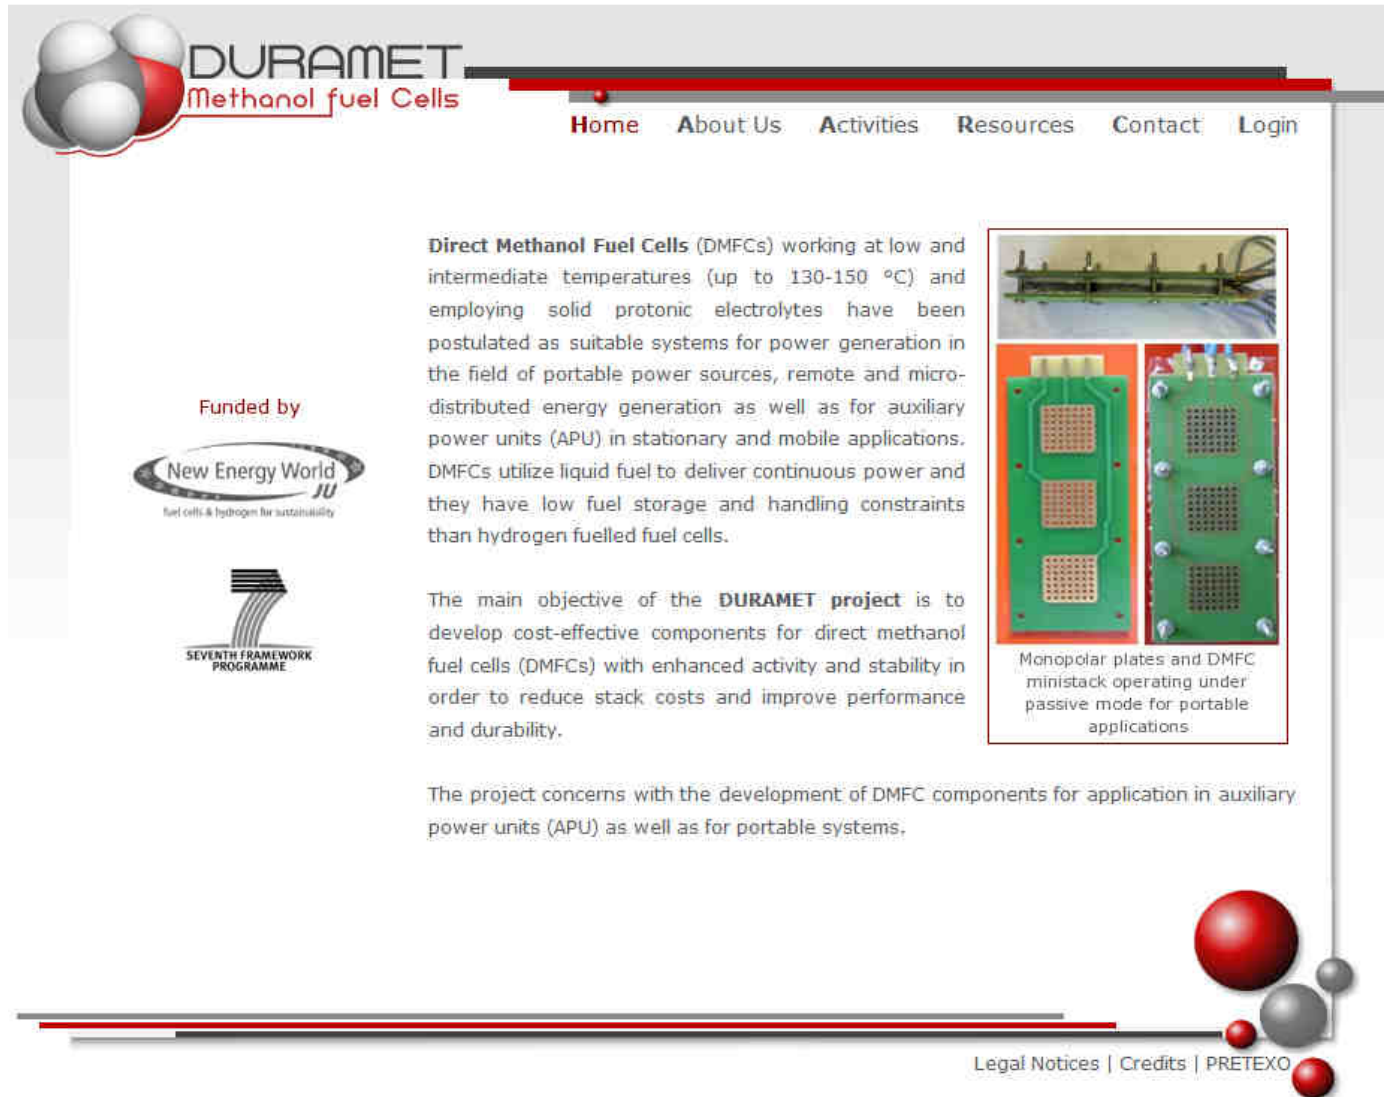 DURAMET
Methanol fuel Cells
Home About Us Activities Resources Contact Login
Funded by
New Energy World
JU
fuel cells & hydrogen for sustainability
SEVENTH FRAMEWORK
PROGRAMME
Direct Methanol Fuel Cells (DMFCs) working at low and
intermediate temperatures (up to 130-150 ºC) and
employing solid protonic electrolytes have been
postulated as suitable systems for power generation in
the field of portable power sources, remote and micro-
distributed energy generation as well as for auxiliary
power units (APU) in stationary and mobile applications.
DMFCs utilize liquid fuel to deliver continuous power and
they have low fuel storage and handling constraints
than hydrogen fuelled fuel cells.
The main objective of the DURAMET project is to
develop cost-effective components for direct methanol
fuel cells (DMFCs) with enhanced activity and stability in
order to reduce stack costs and improve performance
and durability.
Monopolar plates and DMFC
ministack operating under
passive mode for portable
applications
The project concerns with the development of DMFC components for application in auxiliary
power units (APU) as well as for portable systems.
Legal Notices | Credits | PRETEXO